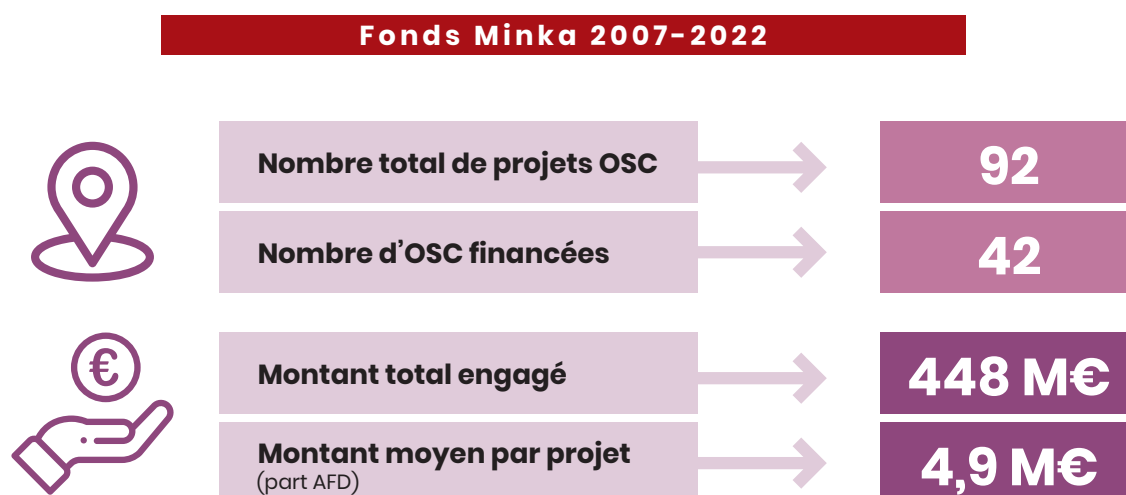 Fonds Minka 2007-2022
Nombre total de projets OSC
92
Nombre d’OSC financées
42
€
Montant total engagé
448 M€
Montant moyen par projet
(part AFD)
4,9 M€